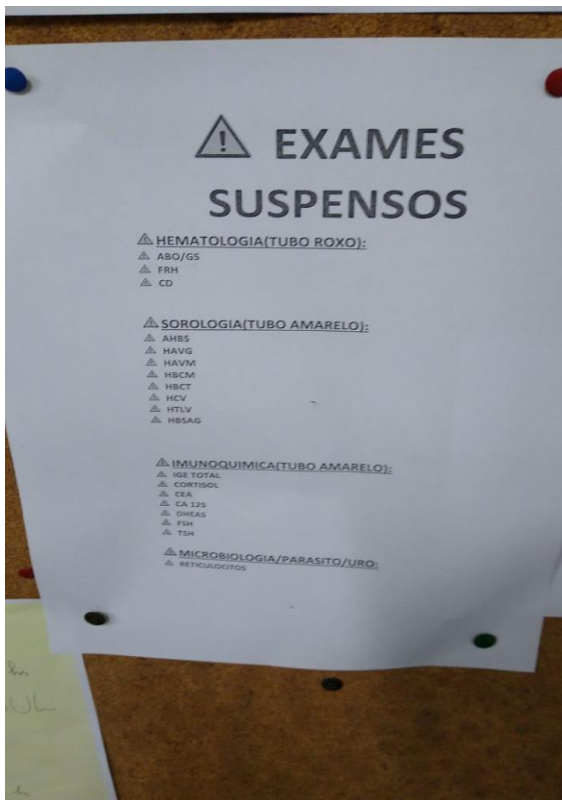 EXAMES
SUSPENSOS
HEMATOLOGIA(TUBO ROXO):
ABO/GS
FRH
CD
SOROLOGIA(TUBO AMARELO):
AHBS
HAVG
HAVM
HBCM
HBCT
HCV
HTLV
HBSAG
IMUNOQUIMICA(TUBO AMARELO):
IGE TOTAL
CORTISOL
CEA
CA 125
DHEAS
FSH
TSH
MICROBIOLOGIA/PARASITO/URO:
RETICULOCITOS